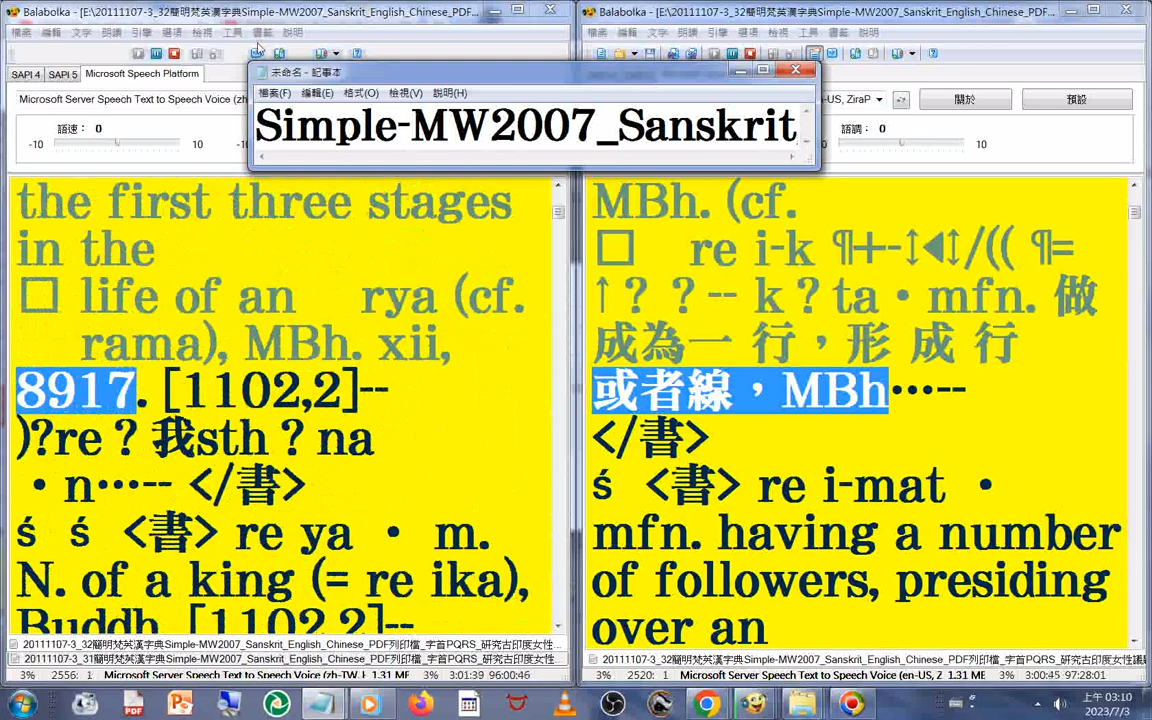 Balabolka - [E:\20111107-3_32簡明梵英漢字典Simple-MW2007_Sanskrit_English_Chinese_PDF...
檔案 編輯 文字 朗讀 引擎 選項 檢視 工具 書籤 說明
SAPI 4 SAPI 5 Microsoft Speech Platform
Microsoft Server Speech Text to Speech Voice (zh
語速: 0
-10 10 -10
the first three stages
in the
□ life of an rya (cf.
rama), MBh. xii,
8917. [1102,2]--
)?re ? 我sth ? na
• n···-- </書>
ś ś <書> re ya • m.
N. of a king (= re ika),
Buddh. [1102,2]--
20111107-3_32簡明梵英漢字典Simple-MW2007_Sanskrit_English_Chinese_PDF列印檔_字首PQRS_研究古印度女性...
20111107-3_31簡明梵英漢字典Simple-MW2007_Sanskrit_English_Chinese_PDF列印檔_字首PQRS_研究古印度女性...
3% 2556: 1 Microsoft Server Speech Text to Speech Voice (zh-TW, 1.31 MB 3% 3:01:39 96:00:46
未命名 - 記事本
檔案(F) 編輯(E) 格式(O) 檢視(V) 說明(H)
Simple-MW2007_Sanskrit
Balabolka - [E:\20111107-3_32簡明梵英漢字典Simple-MW2007_Sanskrit_English_Chinese_PDF...
檔案 編輯 文字 朗讀 引擎 選項 檢視 工具 書籤 說明
-US, ZiraP 關於 預設
語調: 0
10
MBh. (cf.
□ re i-k ¶+-↕◀↕/(( ¶=
↑? ? -- k ? ta • mfn. 做
成為一 行，形 成 行
或者線，MBh···--
</書>
ś <書> re i-mat •
mfn. having a number
of followers, presiding
over an
20111107-3_32簡明梵英漢字典Simple-MW2007_Sanskrit_English_Chinese_PDF列印檔_字首PQRS_研究古印度女性議
3% 2520: 1 Microsoft Server Speech Text to Speech Voice (en-US, Z 1.31 MB 3% 3:00:45 97:28:01
上午 03:10
2023/7/3